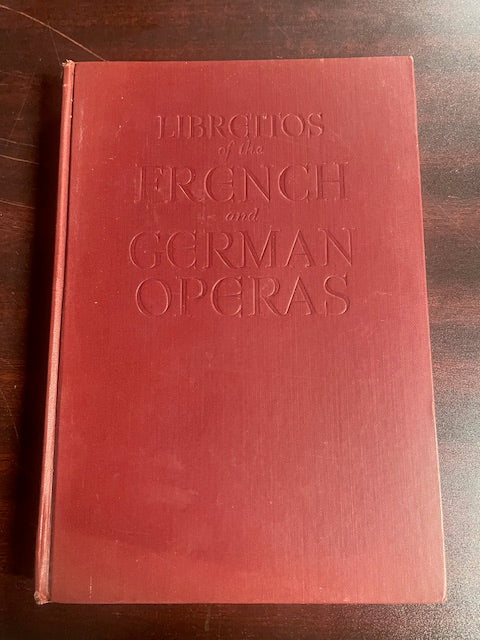 LIBRETTOS
of the
FRENCH
and
GERMAN
OPERAS